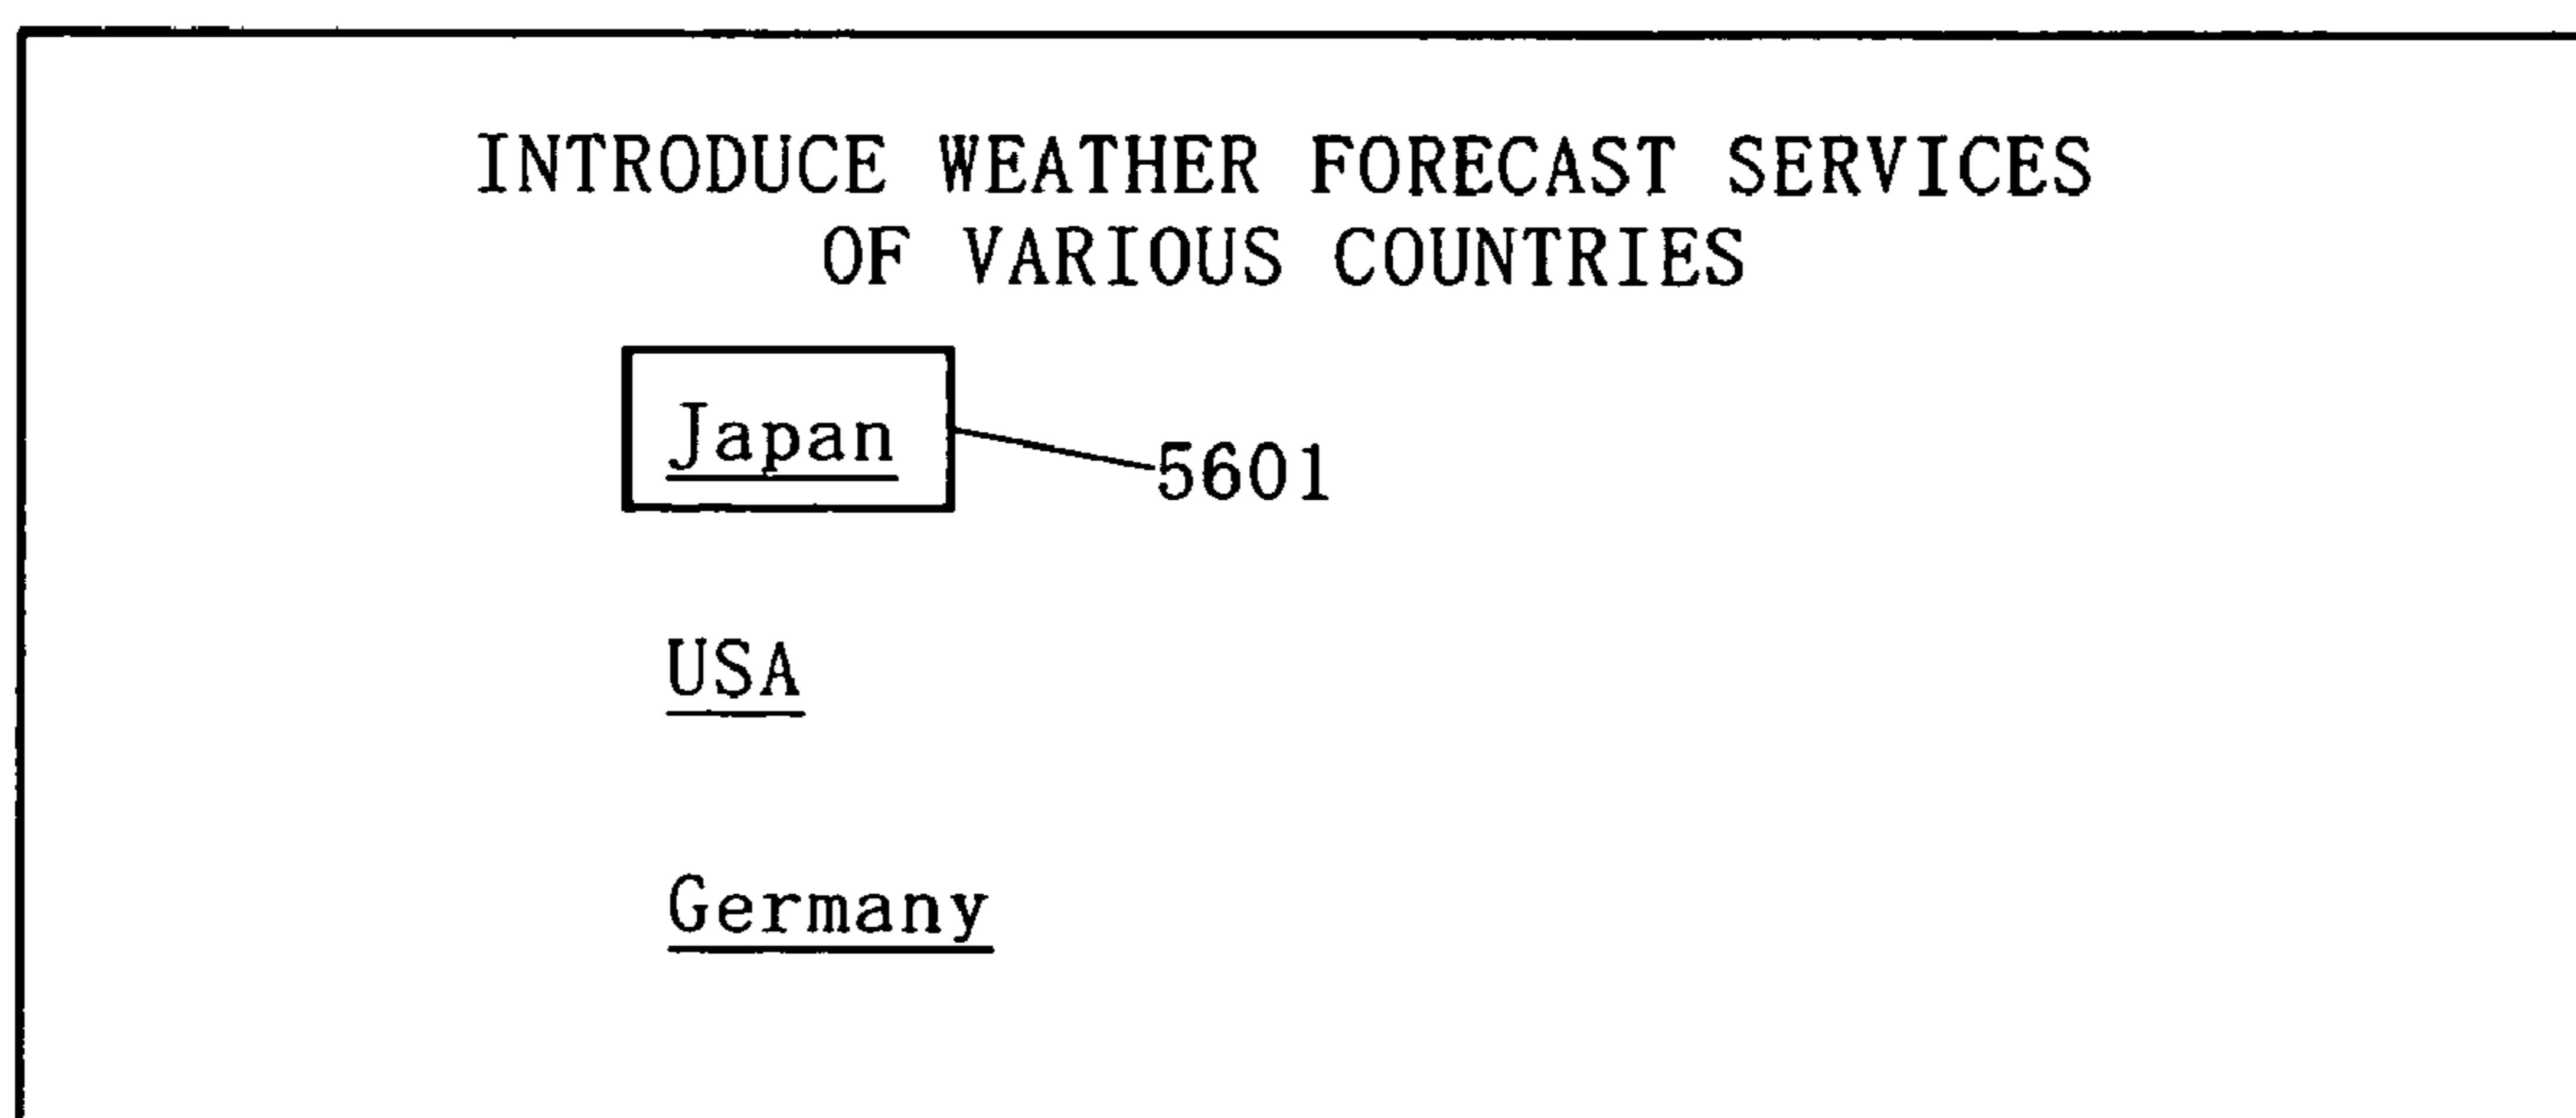 INTRODUCE WEATHER FORECAST SERVICES
OF VARIOUS COUNTRIES
Japan
5601
USA
Germany